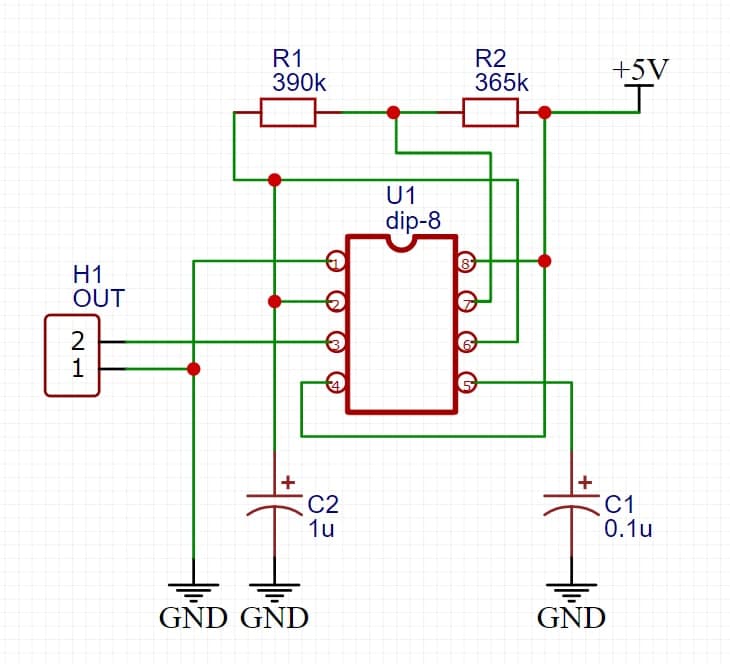 R1
390k
R2
365k
+5V
U1
dip-8
H1
OUT
2
1
1
2
3
4
8
7
6
5
+
C2
1u
+
C1
0.1u
GND
GND
GND